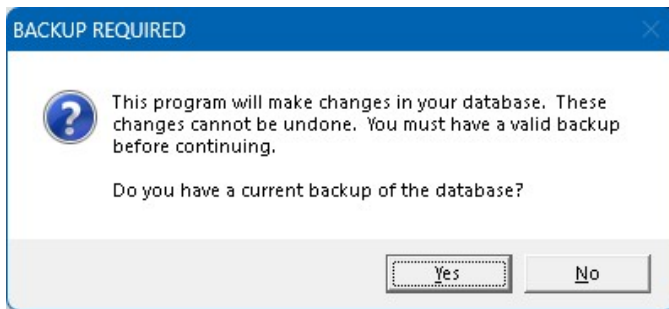 BACKUP REQUIRED
This program will make changes in your database.  These
changes cannot be undone.  You must have a valid backup
before continuing.
Do you have a current backup of the database?
Yes
No